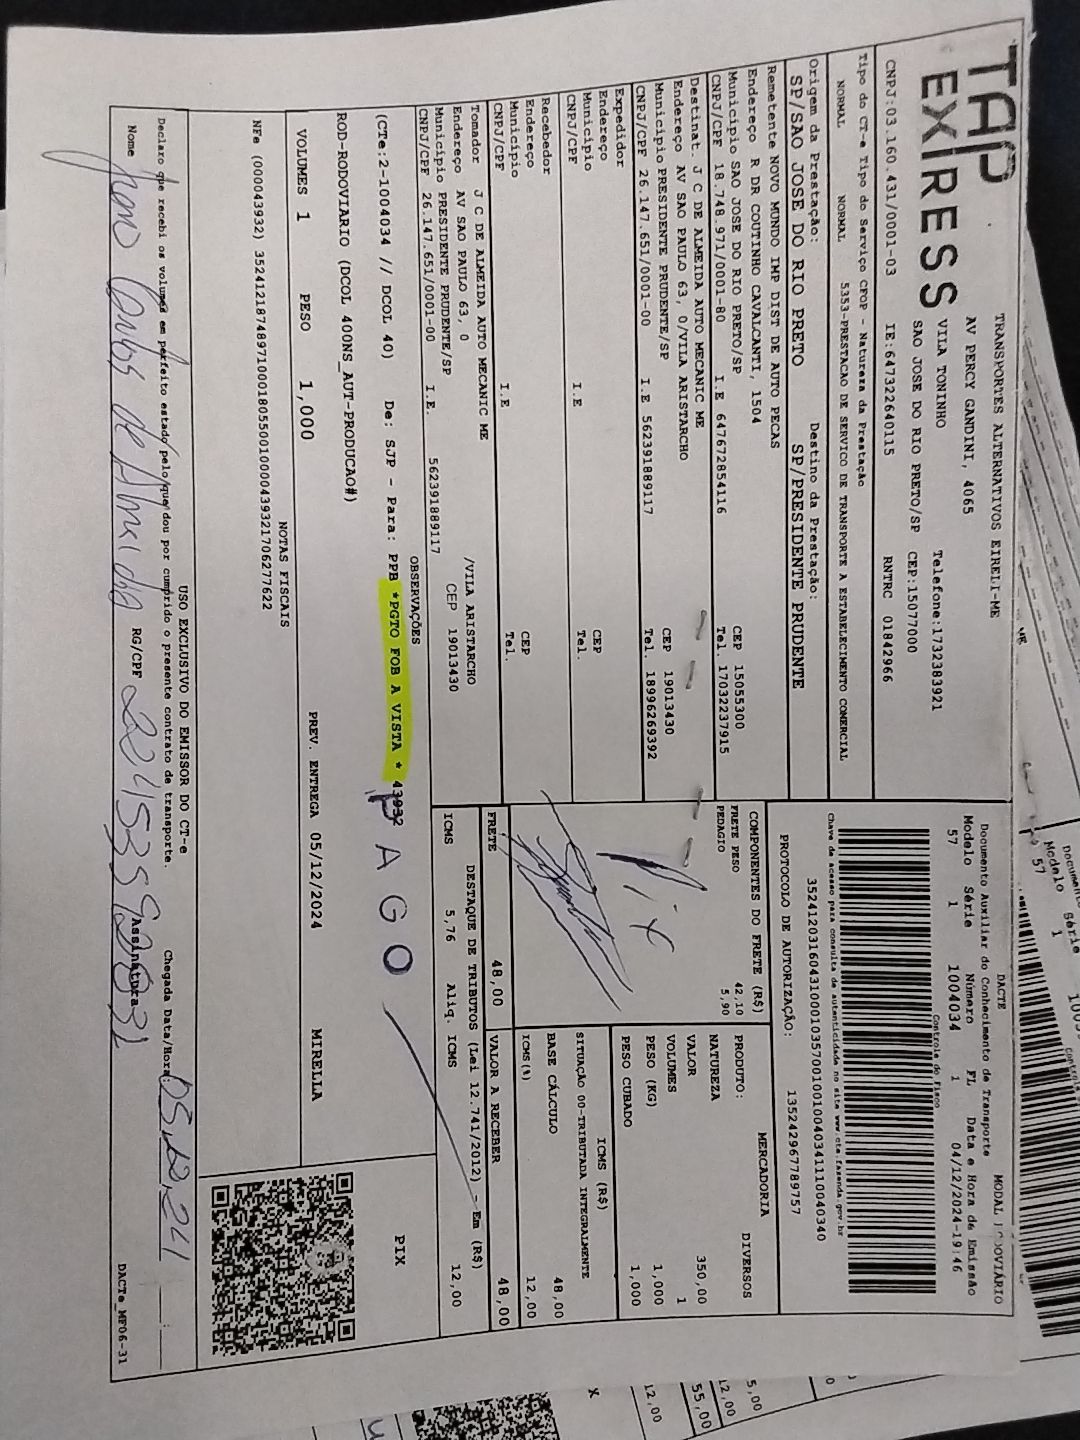 TAP
EXIRESS
TRANSPORTES ALTERNATIVOS EIRELI-ME
AV PERCY GANDINI, 4065
VILA TONINHO Telefone:1732383921
SAO JOSE DO RIO PRETO/SP CEP:15077000
CNPJ:03.160.431/0001-03 IE:647322640115 RNTRC 01842966
DACTE MODAL
Documento Auxiliar do Conhecimento de Transporte
Modelo Série Número FL Data e Hora de Emissão
57 1 1004034 1 04/12/2024-19:46
Controle do Fisco
Chave de acesso para consulta de autenticidade no site www.cte.fazenda.gov.br
PROTOCOLO DE AUTORIZAÇÃO: 135242967789757
Tipo do CT-e Tipo do Serviço CFOP - Natureza da Prestação
NORMAL NORMAL 5353-PRESTACAO DE SERVICO DE TRANSPORTE A ESTABELECIMENTO COMERCIAL
Origem da Prestação: Destino da Prestação:
SP/SAO JOSE DO RIO PRETO SP/PRESIDENTE PRUDENTE
Remetente NOVO MUNDO IMP DIST DE AUTO PECAS
Endereço R DR COUTINHO CAVALCANTI, 1504
Município SAO JOSE DO RIO PRETO/SP CEP 15055300
CNPJ/CPF 18.748.971/0001-80 I.E 647672854116 Tel. 17032237915
Destinat. J C DE ALMEIDA AUTO MECANIC ME
Endereço AV SAO PAULO 63, 0/VILA ARISTARCHO
Município PRESIDENTE PRUDENTE/SP CEP 19013430
CNPJ/CPF 26.147.651/0001-00 I.E 562391889117 Tel. 18996269392
Expedidor
Endereço
Município CEP
CNPJ/CPF I.E Tel.
Recebedor
Endereço
Município CEP
CNPJ/CPF I.E Tel.
Tomador J C DE ALMEIDA AUTO MECANIC ME
Endereço AV SAO PAULO 63, 0 /VILA ARISTARCHO
Município PRESIDENTE PRUDENTE/SP CEP 19013430
CNPJ/CPF 26.147.651/0001-00 I.E. 562391889117
COMPONENTES DO FRETE (R$)
FRETE PESO 42,10
PEDAGIO 5,90
Pix
MERCADORIA
PRODUTO: DIVERSOS
NATUREZA
VALOR 350,00
VOLUMES 1
PESO (KG) 1,000
PESO CUBADO 1,000
ICMS (R$)
SITUAÇÃO 00-TRIBUTADA INTEGRALMENTE
BASE CÁLCULO 48,00
ICMS(%) 12,00
FRETE 48,00 VALOR A RECEBER 48,00
DESTAQUE DE TRIBUTOS (Lei 12.741/2012) - Em (R$)
ICMS 5,76 Aliq. ICMS 12,00
OBSERVAÇÕES
(CTe:2-1004034 // DCOL 40) De: SJP - Para: PPB *PGTO FOB A VISTA * 43932
ROD-RODOVIARIO (DCOL 400NS_AUT-PRODUCAO#)
PAGO
PIX
VOLUMES 1 PESO 1,000 PREV. ENTREGA 05/12/2024 MIRELLA
NOTAS FISCAIS
NFe (000043932) 35241218748971000180550010000439321706277622
USO EXCLUSIVO DO EMISSOR DO CT-e
Declaro que recebi os volumes em perfeito estado pelo que dou por cumprido o presente contrato de transporte. Chegada Data/Hora: 05,12,24
Nome Carlos de Almeida RG/CPF Assinatura
DACTe_MF06-31